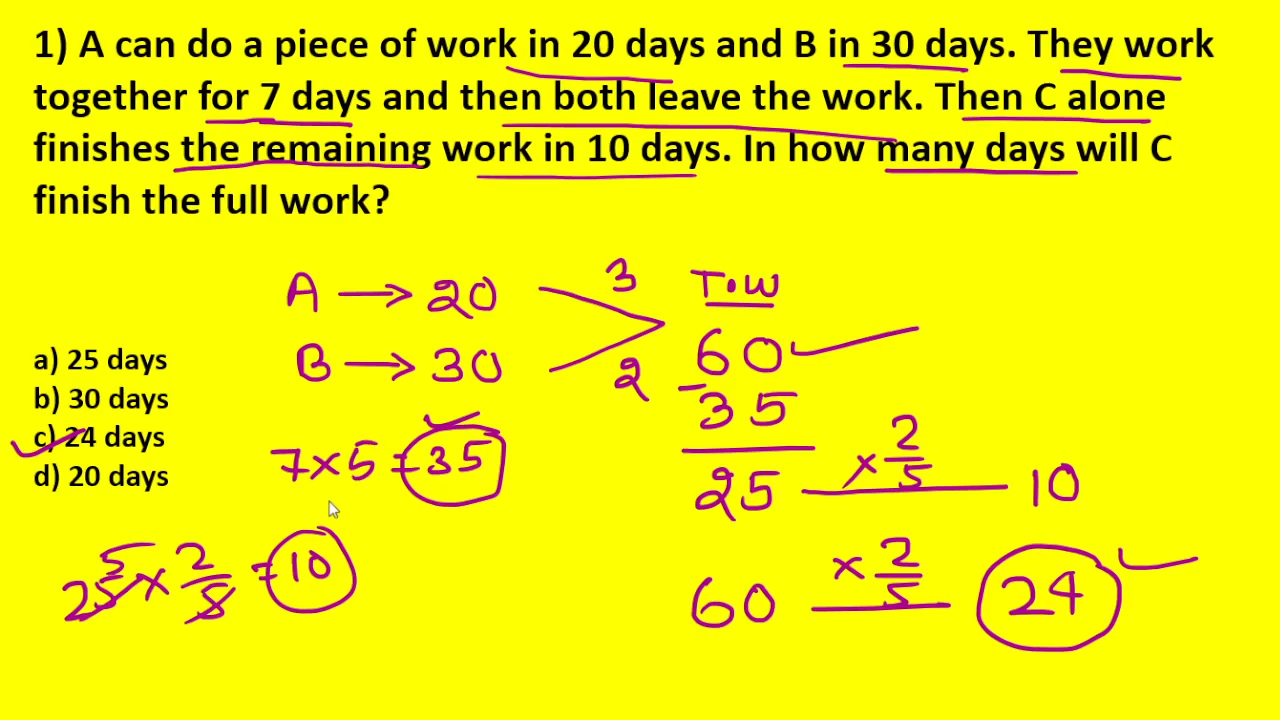 1) A can do a piece of work in 20 days and B in 30 days. They work
together for 7 days and then both leave the work. Then C alone
finishes the remaining work in 10 days. In how many days will C
finish the full work?
A → 20 3 T.W
B → 30 2 60
a) 25 days
b) 30 days
c) 24 days
d) 20 days
-35
7×5 = 35
25 × 2/5 10
25 5 × 2/5 = 10
60 × 2/5 24